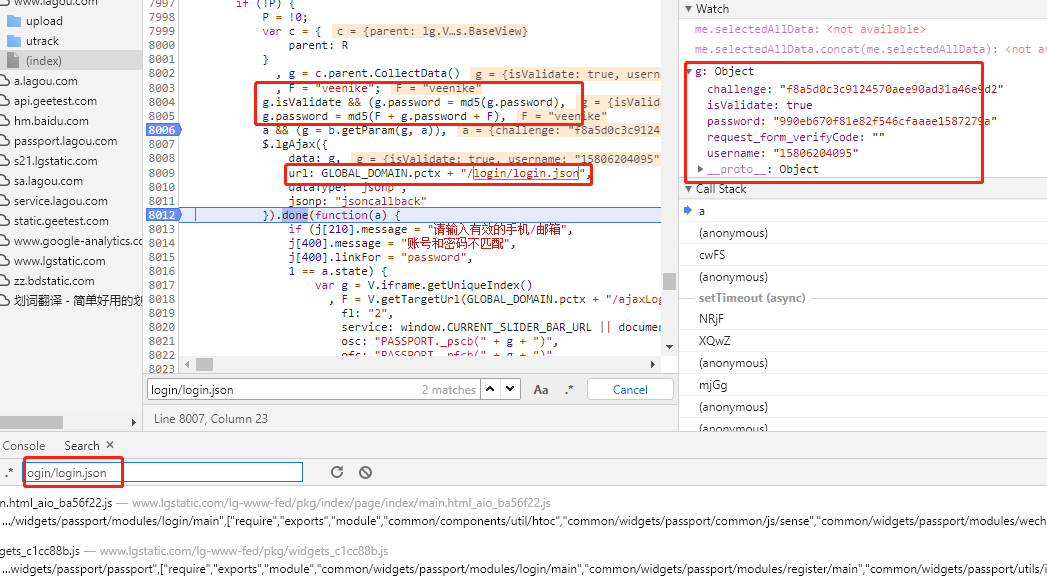 www.lagou.com
upload
utrack
(index)
a.lagou.com
api.geetest.com
hm.baidu.com
passport.lagou.com
s21.lgstatic.com
sa.lagou.com
service.lagou.com
static.geetest.com
www.google-analytics.co
www.lgstatic.com
zz.bdstatic.com
划词翻译 - 简单好用的划
7997 if (!P) {
7998 P = !0;
7999 var c = { c = {parent: lg.V…s.BaseView}
8000 parent: R
8001 }
8002 , g = c.parent.CollectData() g = {isValidate: true, userna
8003 , F = "veenike"; F = "veenike"
8004 g.isValidate && (g.password = md5(g.password), g = {isValida
8005 g.password = md5(F + g.password + F), F = "veenike"
8006 a && (g = b.getParam(g, a)), a = {challenge: "f8a5d0c3c9124
8007 $.lgAjax({
8008 data: g, g = {isValidate: true, username: "15806204095"
8009 url: GLOBAL_DOMAIN.pctx + "/login/login.json",
8010 dataType: "jsonp",
8011 jsonp: "jsoncallback"
8012 }).done(function(a) {
8013 if (j[210].message = "请输入有效的手机/邮箱",
8014 j[400].message = "账号和密码不匹配",
8015 j[400].linkFor = "password",
8016 1 == a.state) {
8017 var g = V.iframe.getUniqueIndex()
8018 , F = V.getTargetUrl(GLOBAL_DOMAIN.pctx + "/ajaxLog
8019 fl: "2",
8020 service: window.CURRENT_SLIDER_BAR_URL || docume
8021 osc: "PASSPORT._pscb(" + g + ")",
8022 ofc: "PASSPORT._pfcb(" + g + ")"
8023
login/login.json 2 matches Aa .* Cancel
Line 8007, Column 23
Watch
me.selectedAllData: <not available>
me.selectedAllData.concat(me.selectedAllData): <not av
g: Object
challenge: "f8a5d0c3c9124570aee90ad31a46e9d2"
isValidate: true
password: "990eb670f81e82f546cfaaae1587279a"
request_form_verifyCode: ""
username: "15806204095"
__proto__: Object
Call Stack
a
(anonymous)
cwFS
(anonymous)
setTimeout (async)
NRjF
XQwZ
(anonymous)
mjGg
(anonymous)
(anonymous)
Console Search ×
.* ogin/login.json
n.html_aio_ba56f22.js — www.lgstatic.com/lg-www-fed/pkg/index/page/index/main.html_aio_ba56f22.js
.../widgets/passport/modules/login/main",["require","exports","module","common/components/util/htoc","common/widgets/passport/common/js/sense","common/widgets/passport/modules/wech
gets_c1cc88b.js — www.lgstatic.com/lg-www-fed/pkg/widgets_c1cc88b.js
...widgets/passport/passport",["require","exports","module","common/widgets/passport/modules/login/main","common/widgets/passport/modules/register/main","common/widgets/passport/utils/i